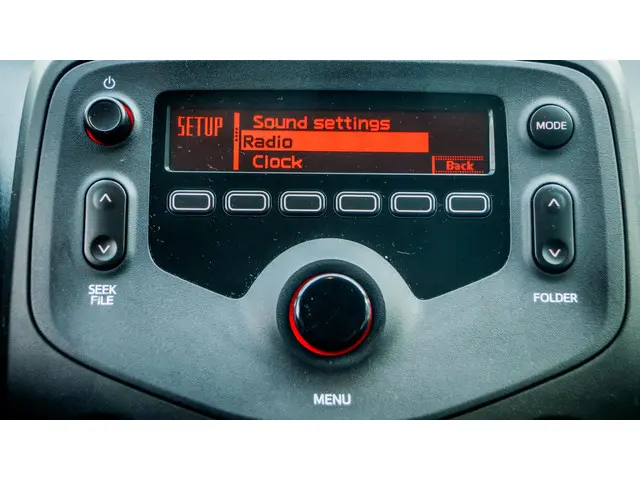 SETUP
Sound settings
Radio
Clock
Back
MODE
SEEK
FILE
FOLDER
MENU